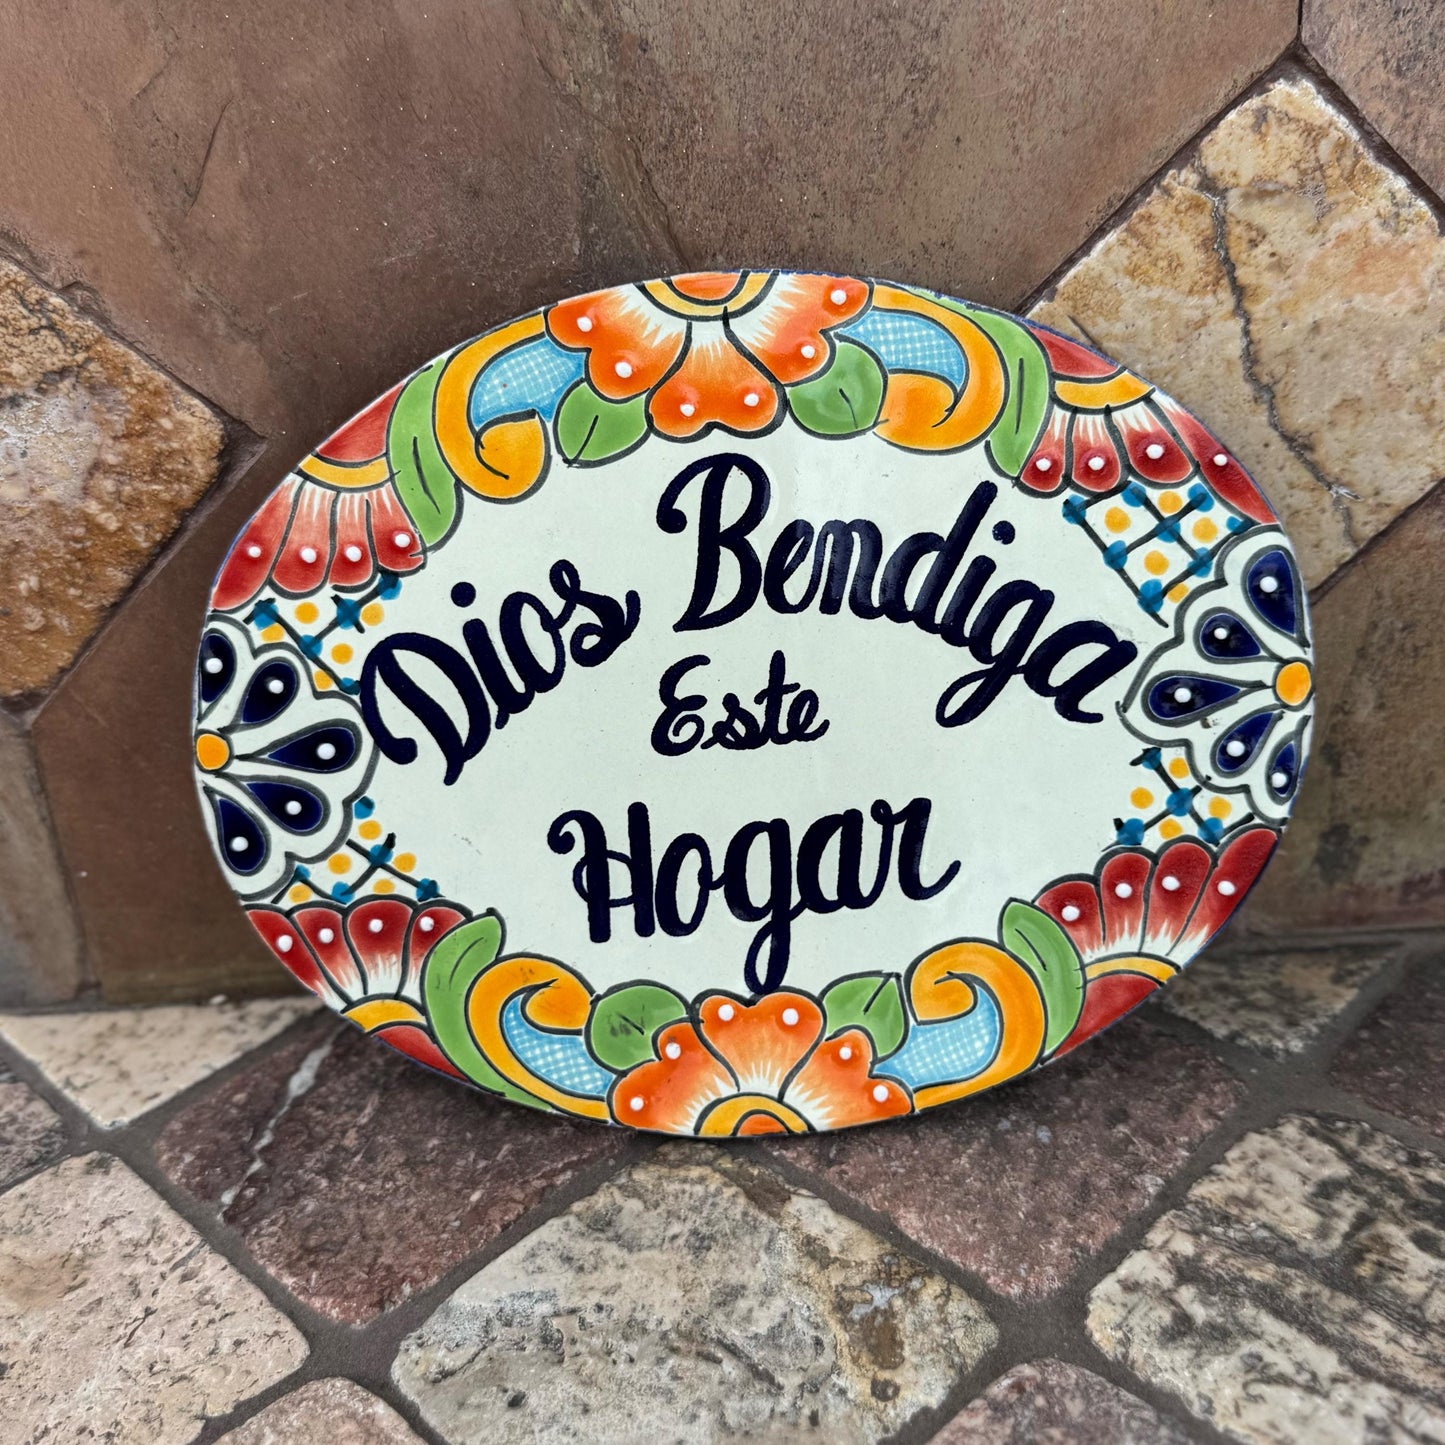 Dios Bendiga
Este
Hogar